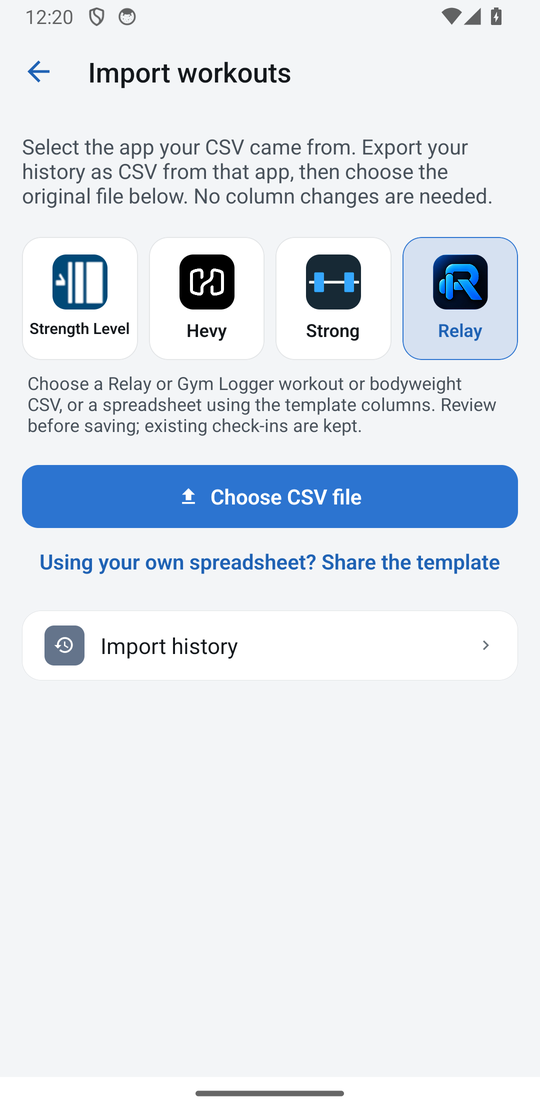 12:20
Import workouts
Select the app your CSV came from. Export your
history as CSV from that app, then choose the
original file below. No column changes are needed.
Strength Level
Hevy
Strong
Relay
Choose a Relay or Gym Logger workout or bodyweight
CSV, or a spreadsheet using the template columns. Review
before saving; existing check-ins are kept.
Choose CSV file
Using your own spreadsheet? Share the template
Import history